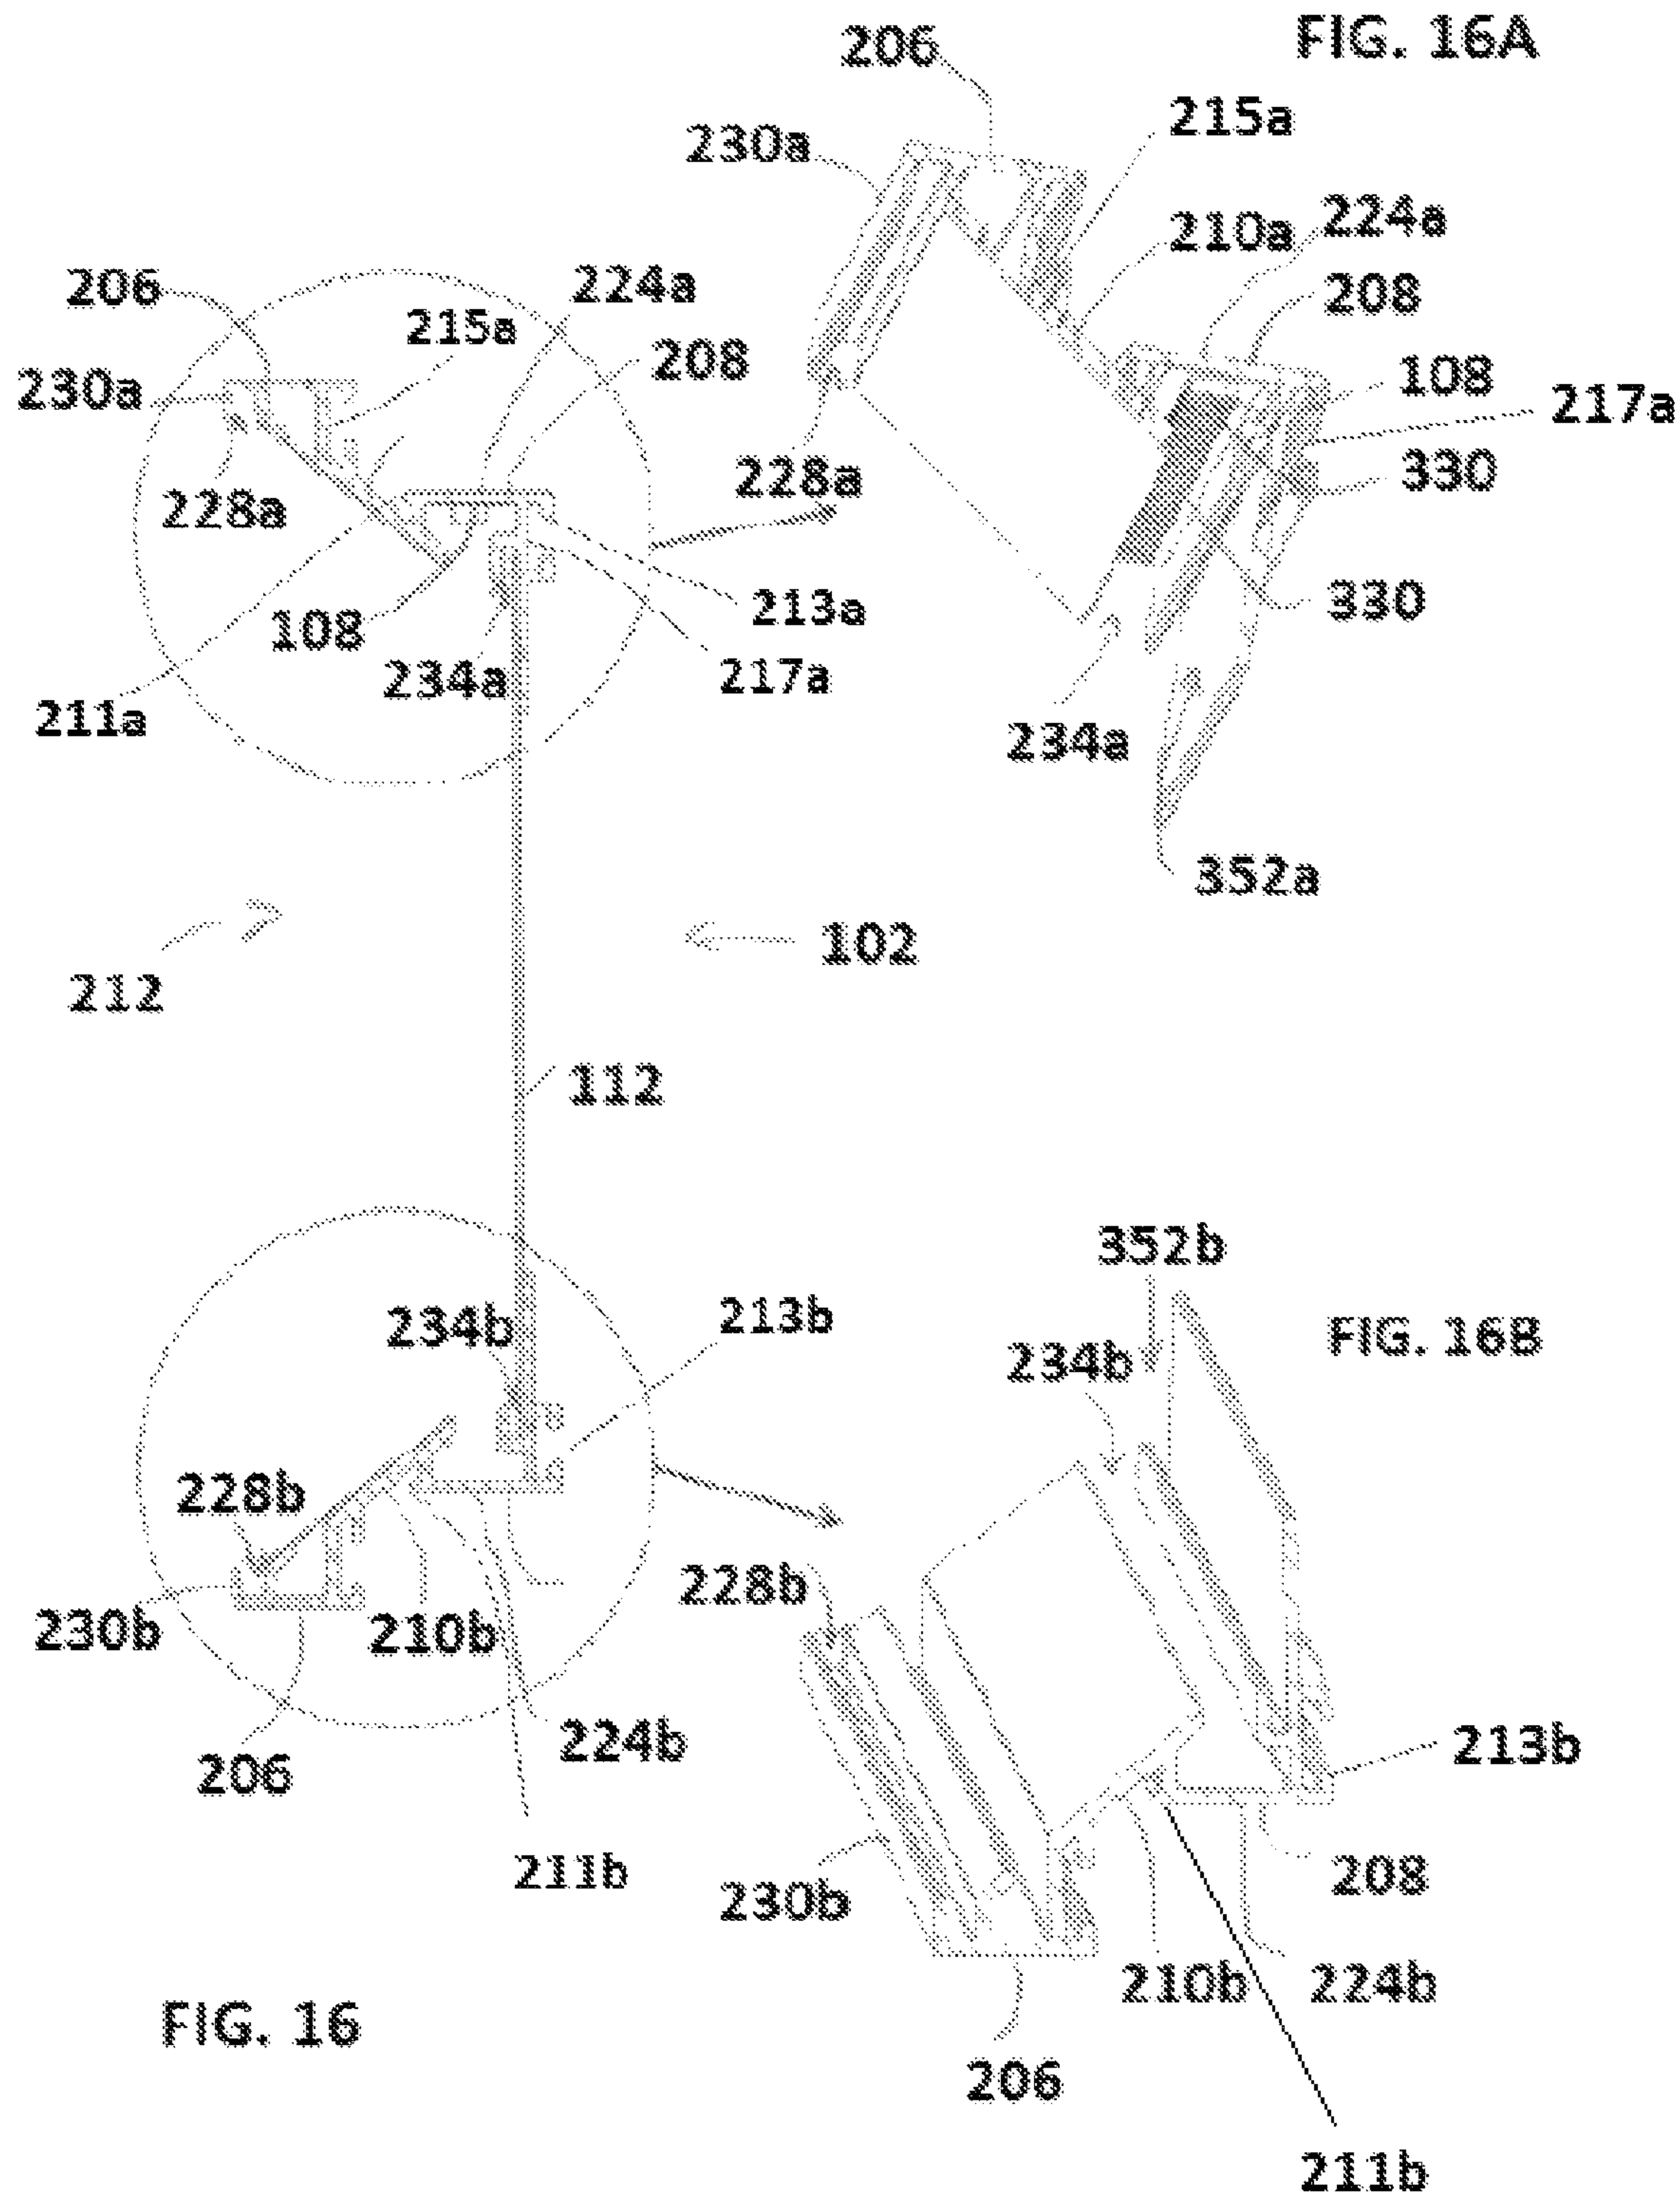 FIG. 16A
206
215a
230a
210a
224a
208
206
224a
215a
208
108
230a
217a
330
228a
228a
330
213a
108
217a
234a
211a
234a
352a
102
212
112
352b
213b
FIG. 16B
234b
234b
228b
228b
230b
210b
213b
224b
206
211b
208
230b
210b
224b
FIG. 16
206
211b